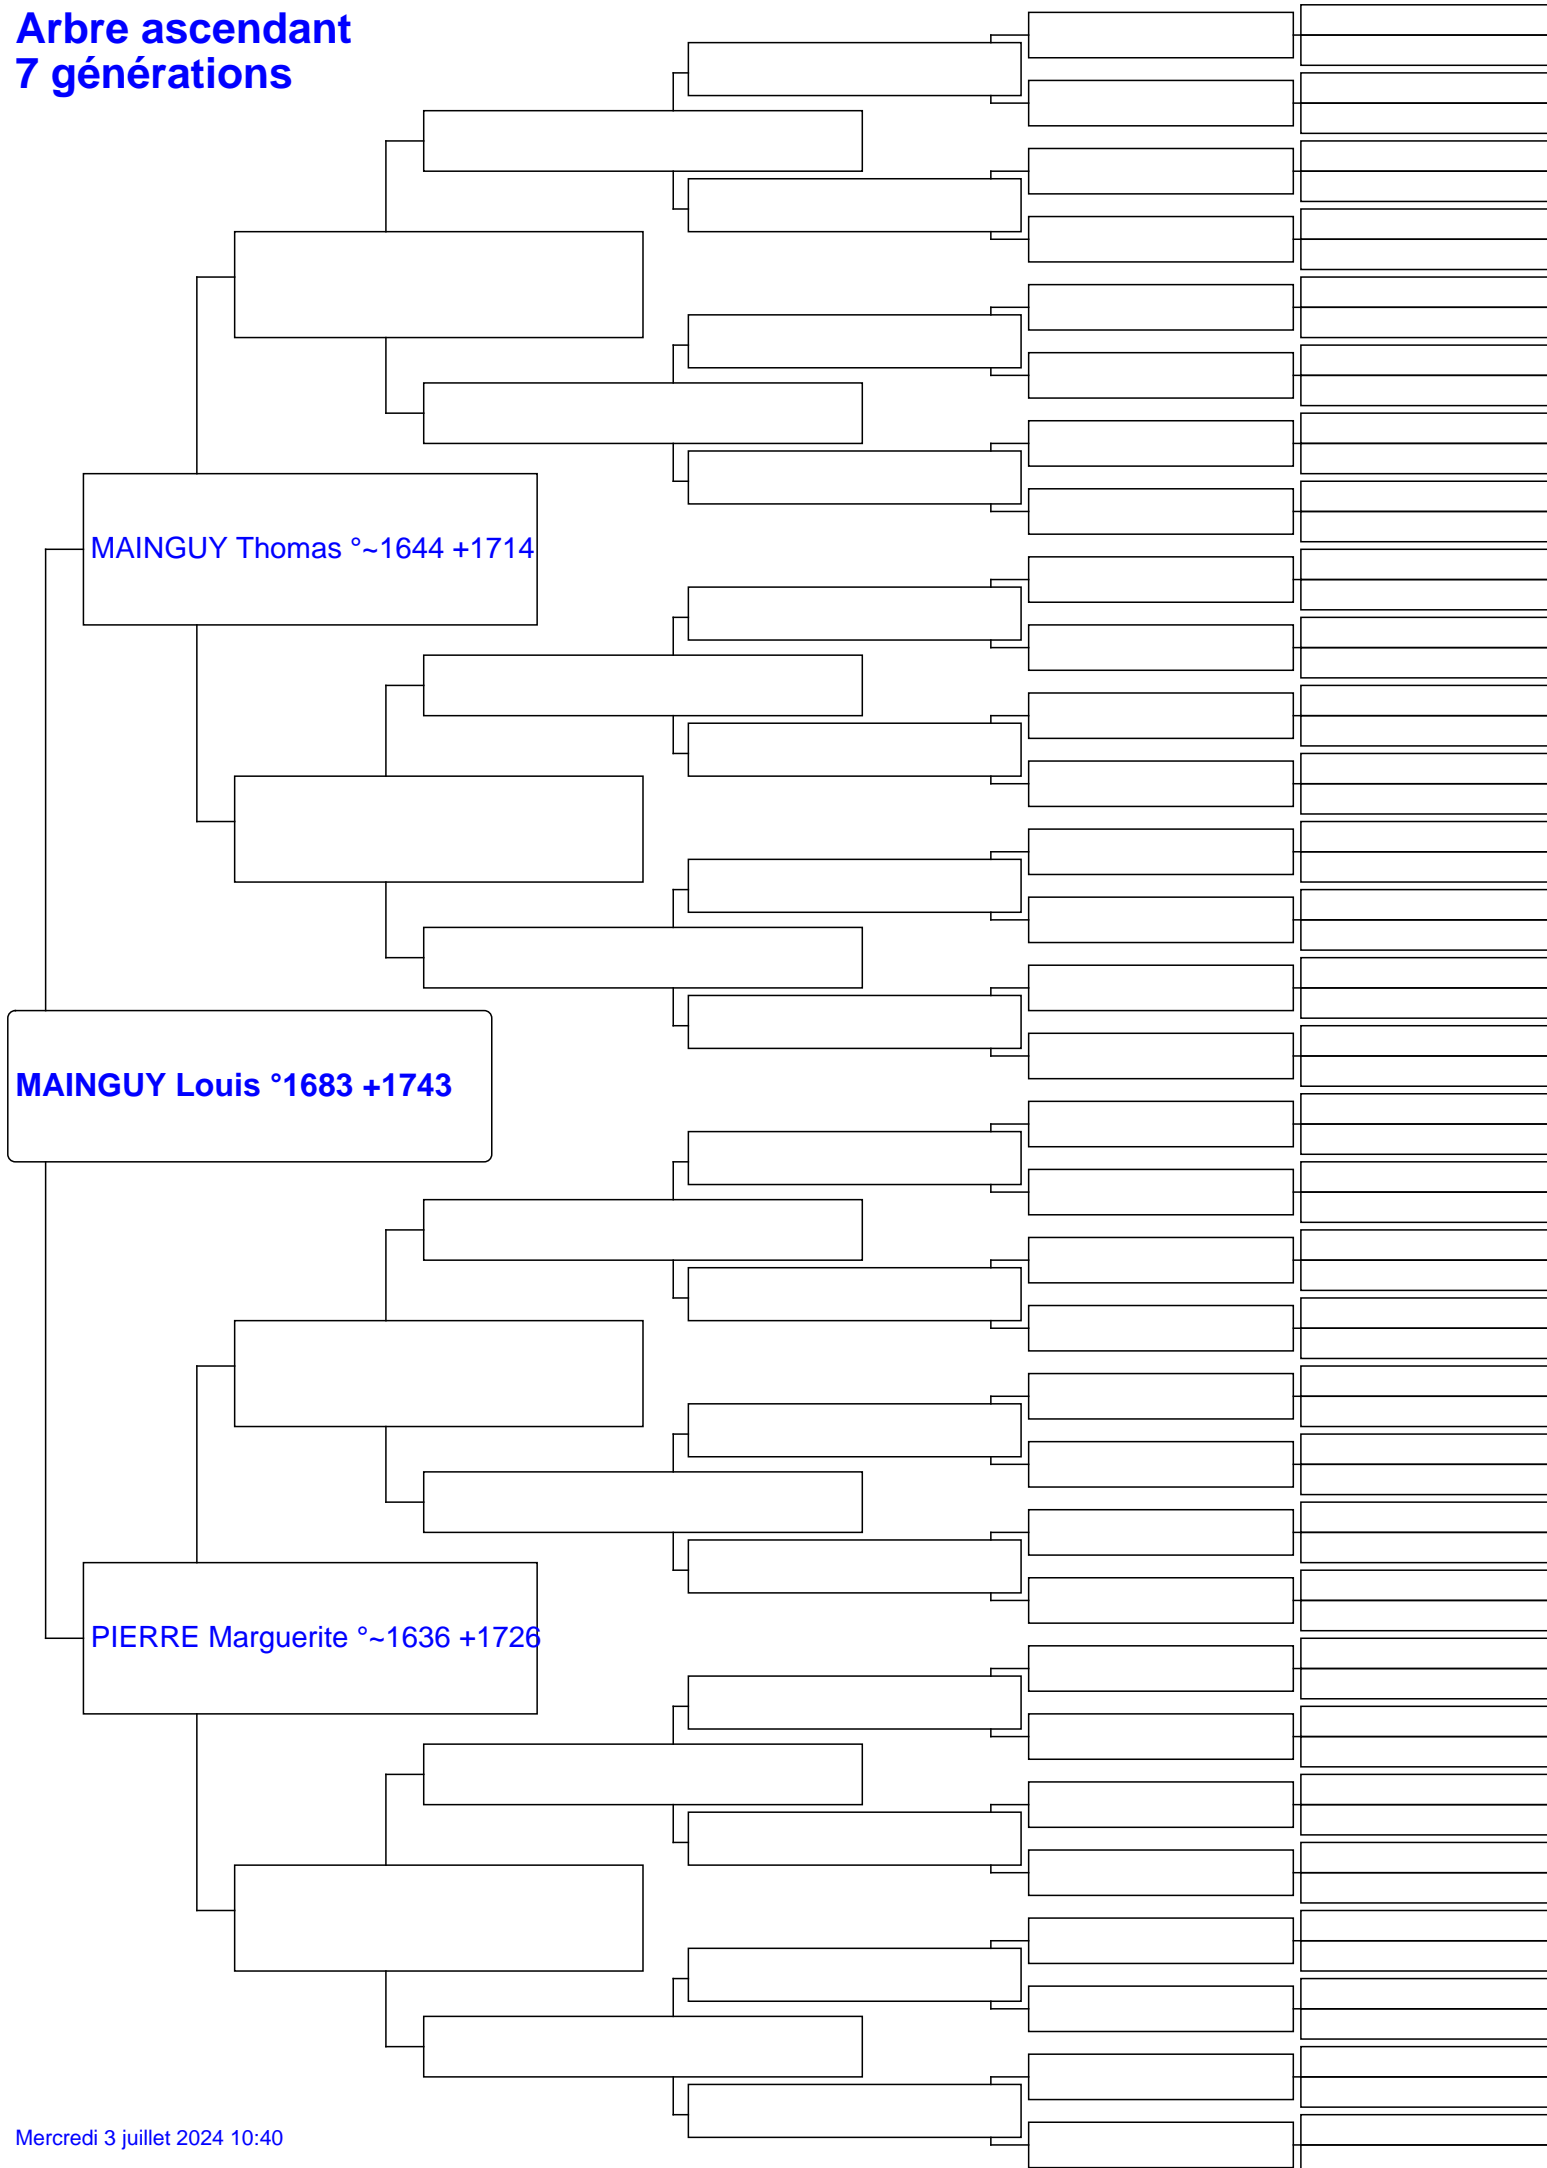 Arbre ascendant
7 générations
MAINGUY Thomas °~1644 +1714
MAINGUY Louis °1683 +1743
PIERRE Marguerite °~1636 +1726
Mercredi 3 juillet 2024 10:40